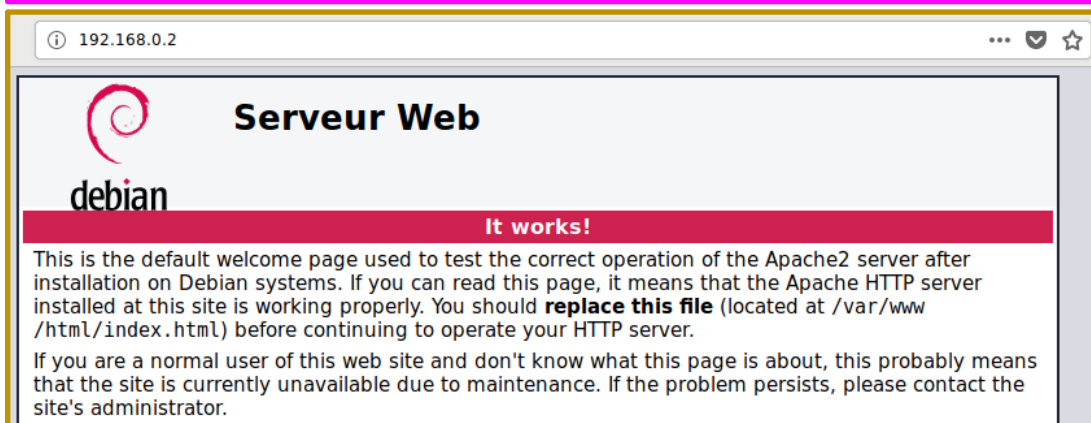 192.168.0.2
Serveur Web
debian
It works!
This is the default welcome page used to test the correct operation of the Apache2 server after
installation on Debian systems. If you can read this page, it means that the Apache HTTP server
installed at this site is working properly. You should replace this file (located at /var/www
/html/index.html) before continuing to operate your HTTP server.
If you are a normal user of this web site and don't know what this page is about, this probably means
that the site is currently unavailable due to maintenance. If the problem persists, please contact the
site's administrator.